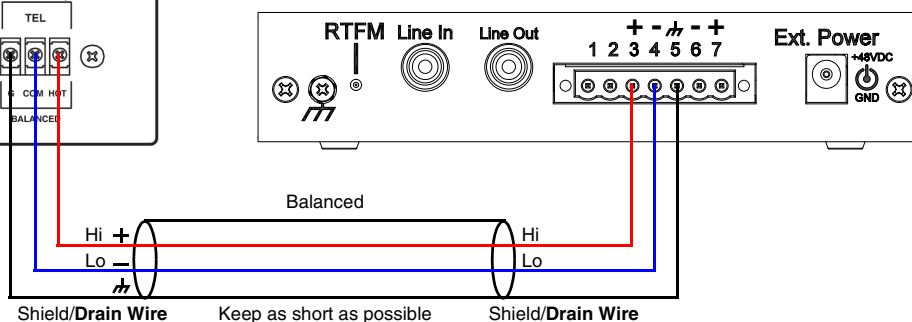 TEL
G COM HOT
BALANCED
RTFM Line In Line Out
+ - - +
1 2 3 4 5 6 7
Ext. Power
+48VDC
GND
Balanced
Hi + Hi
Lo – Lo
Shield/Drain Wire Keep as short as possible Shield/Drain Wire